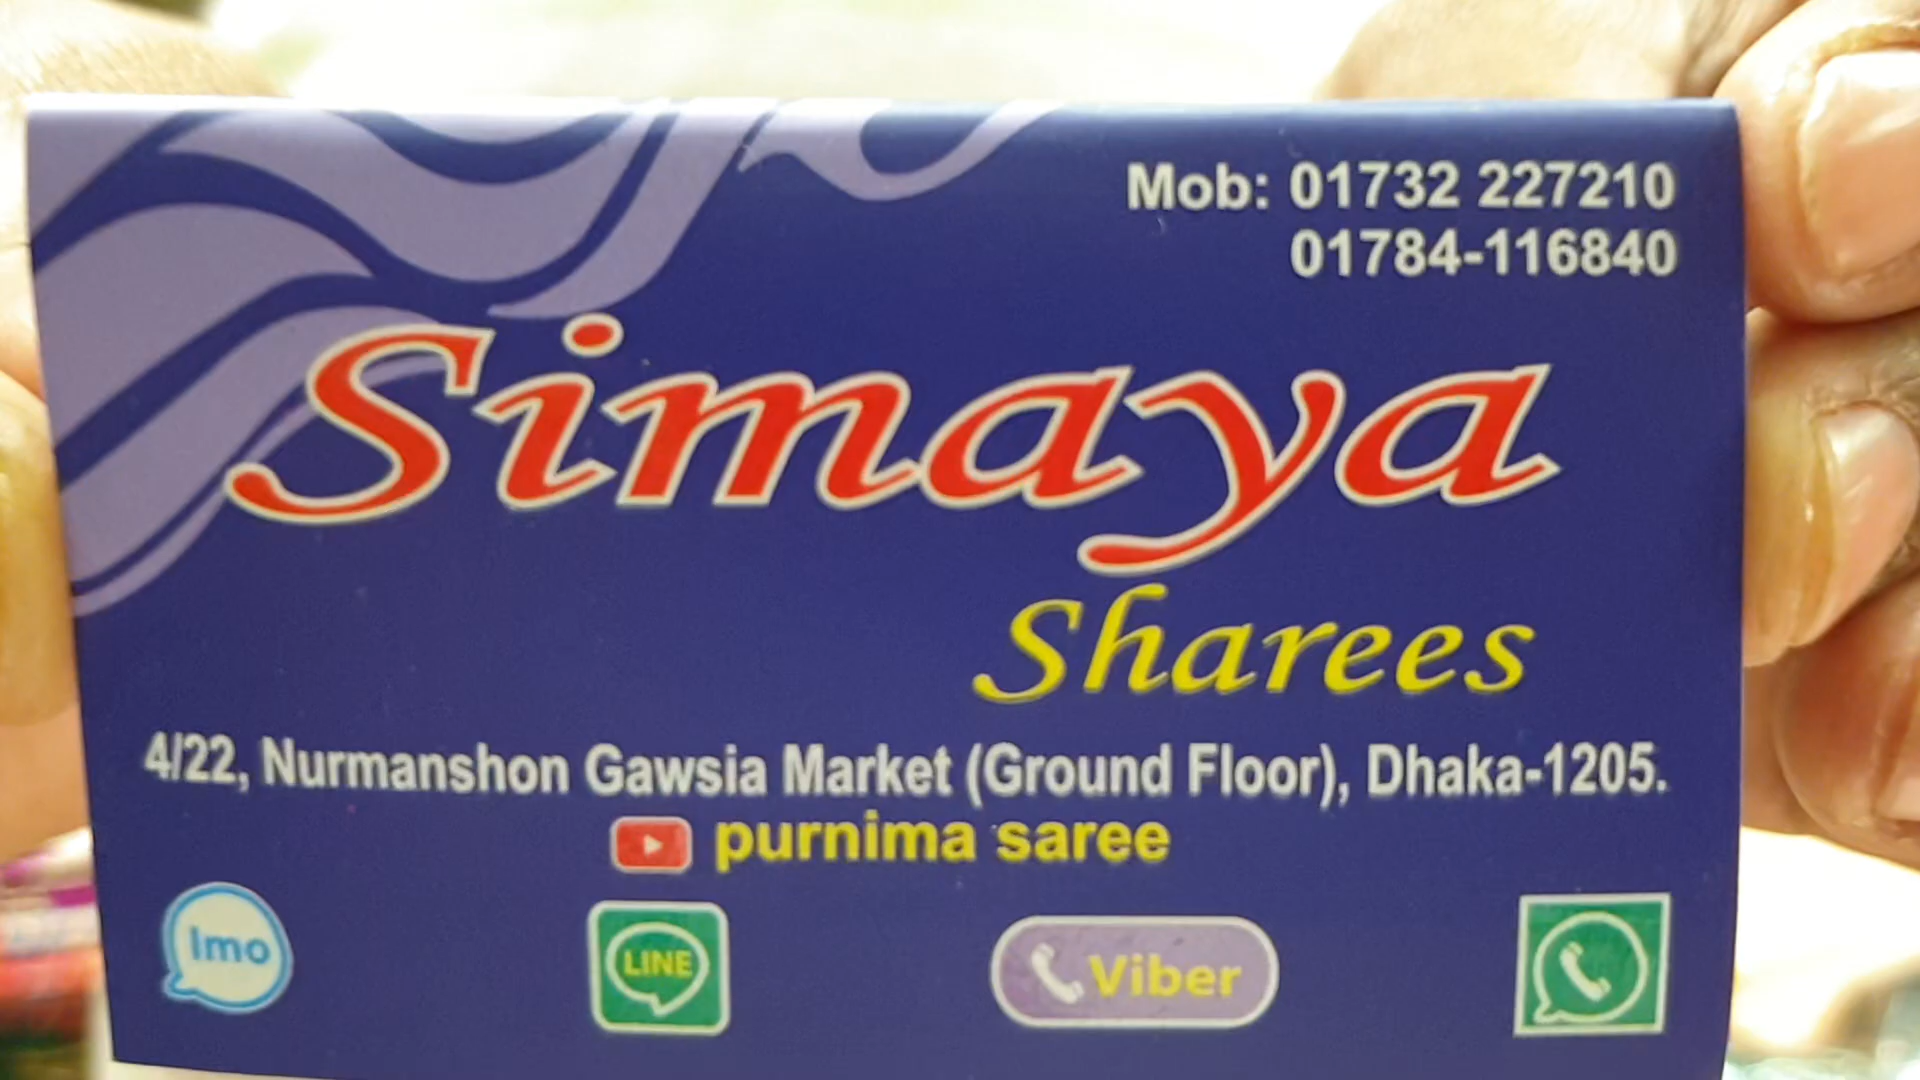 Mob: 01732 227210
01784-116840
Simaya
Sharees
4/22, Nurmanshon Gawsia Market (Ground Floor), Dhaka-1205.
purnima saree
Imo
LINE
Viber